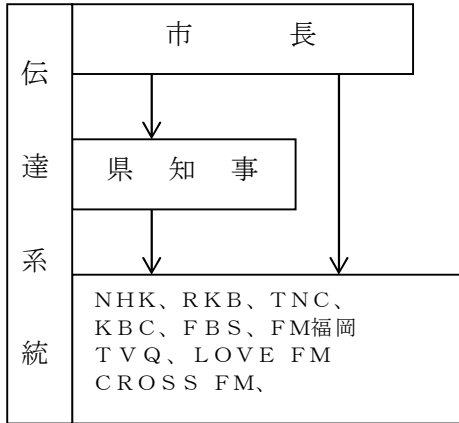 伝達系統
市　　長
県　知　事
ＮＨＫ、ＲＫＢ、ＴＮＣ、
ＫＢＣ、ＦＢＳ、ＦＭ福岡
ＴＶＱ、ＬＯＶＥ ＦＭ
ＣＲＯＳＳ ＦＭ、